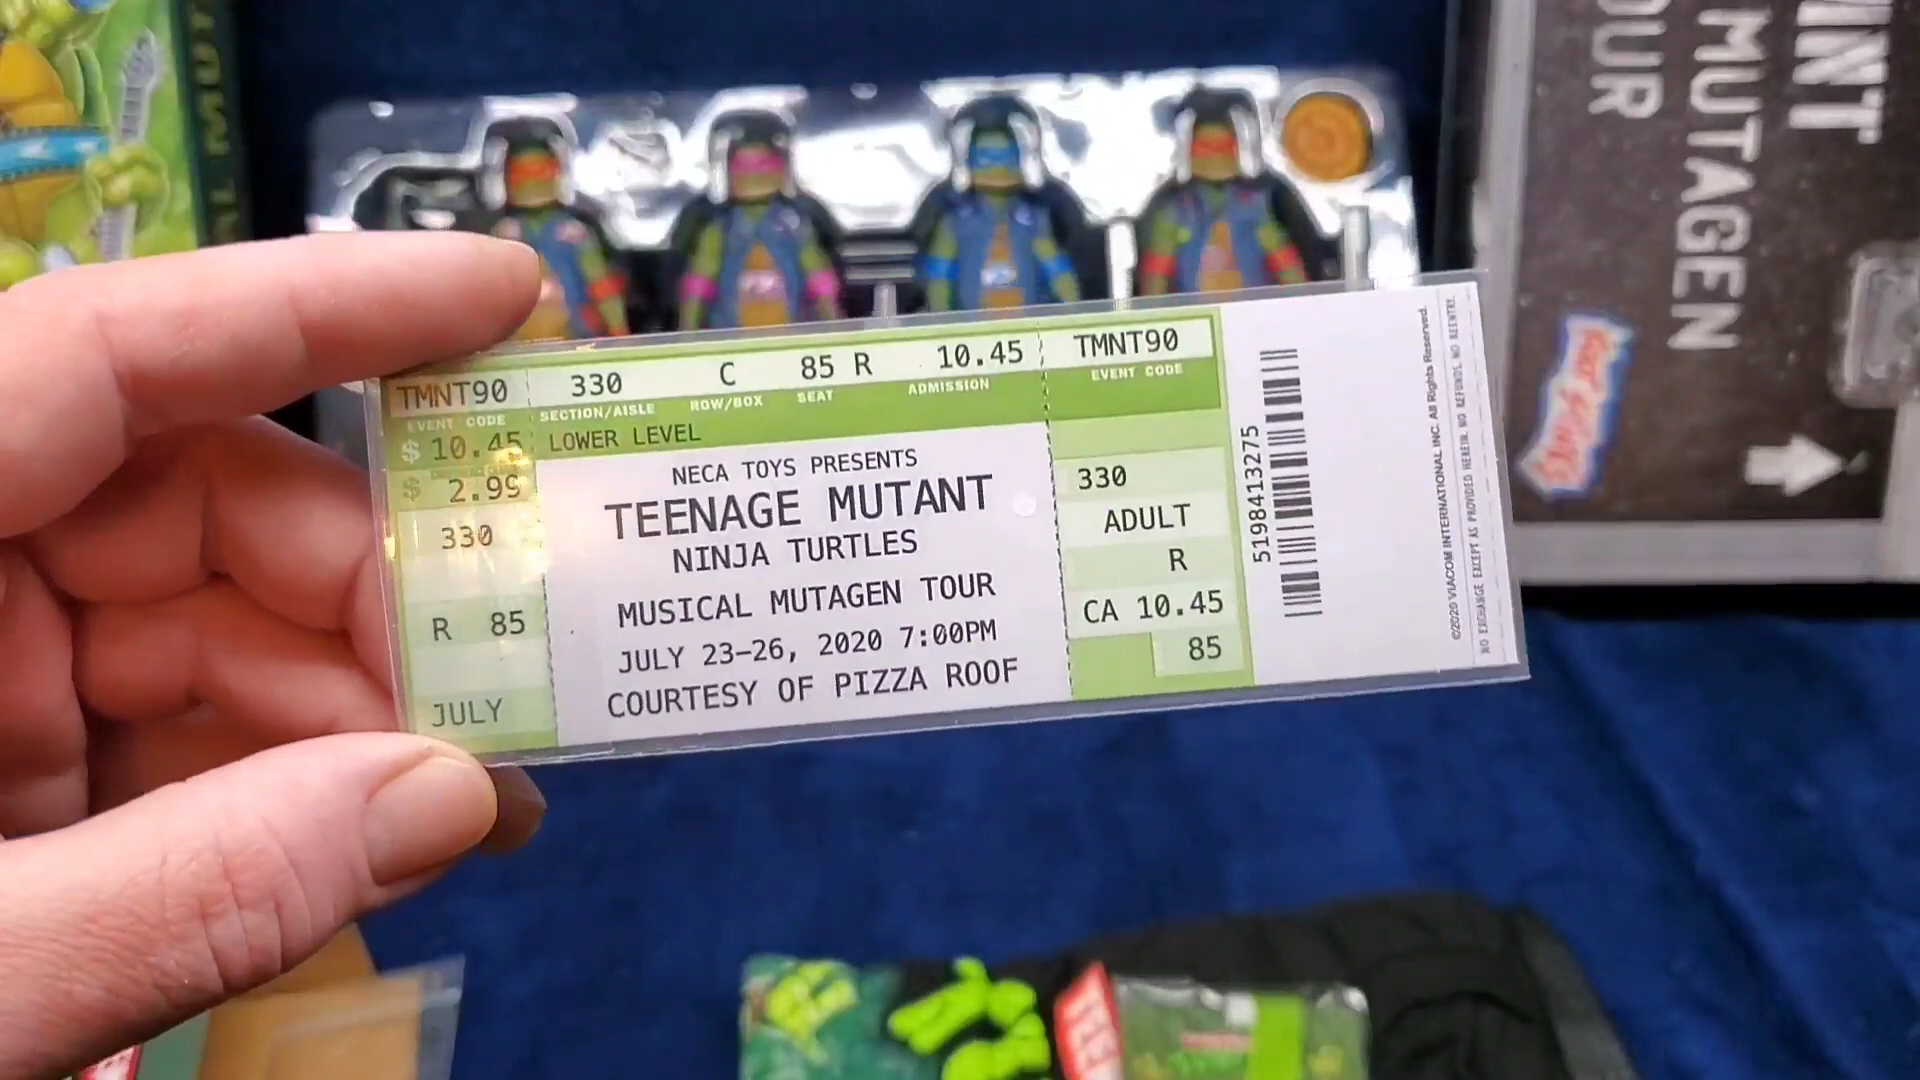 TMNT90 330 C 85 R 10.45 TMNT90
EVENT CODE SECTION/AISLE ROW/BOX SEAT ADMISSION EVENT CODE
$ 10.45 LOWER LEVEL
$ 2.99
330
R 85
JULY
NECA TOYS PRESENTS
TEENAGE MUTANT
NINJA TURTLES
MUSICAL MUTAGEN TOUR
JULY 23-26, 2020 7:00PM
COURTESY OF PIZZA ROOF
330
ADULT
R
CA 10.45
85
5198413275
©2020 VIACOM INTERNATIONAL INC. All Rights Reserved.
NO EXCHANGE EXCEPT AS PROVIDED HEREIN. NO REFUNDS. NO REENTRY.
MUTAGEN
OUR